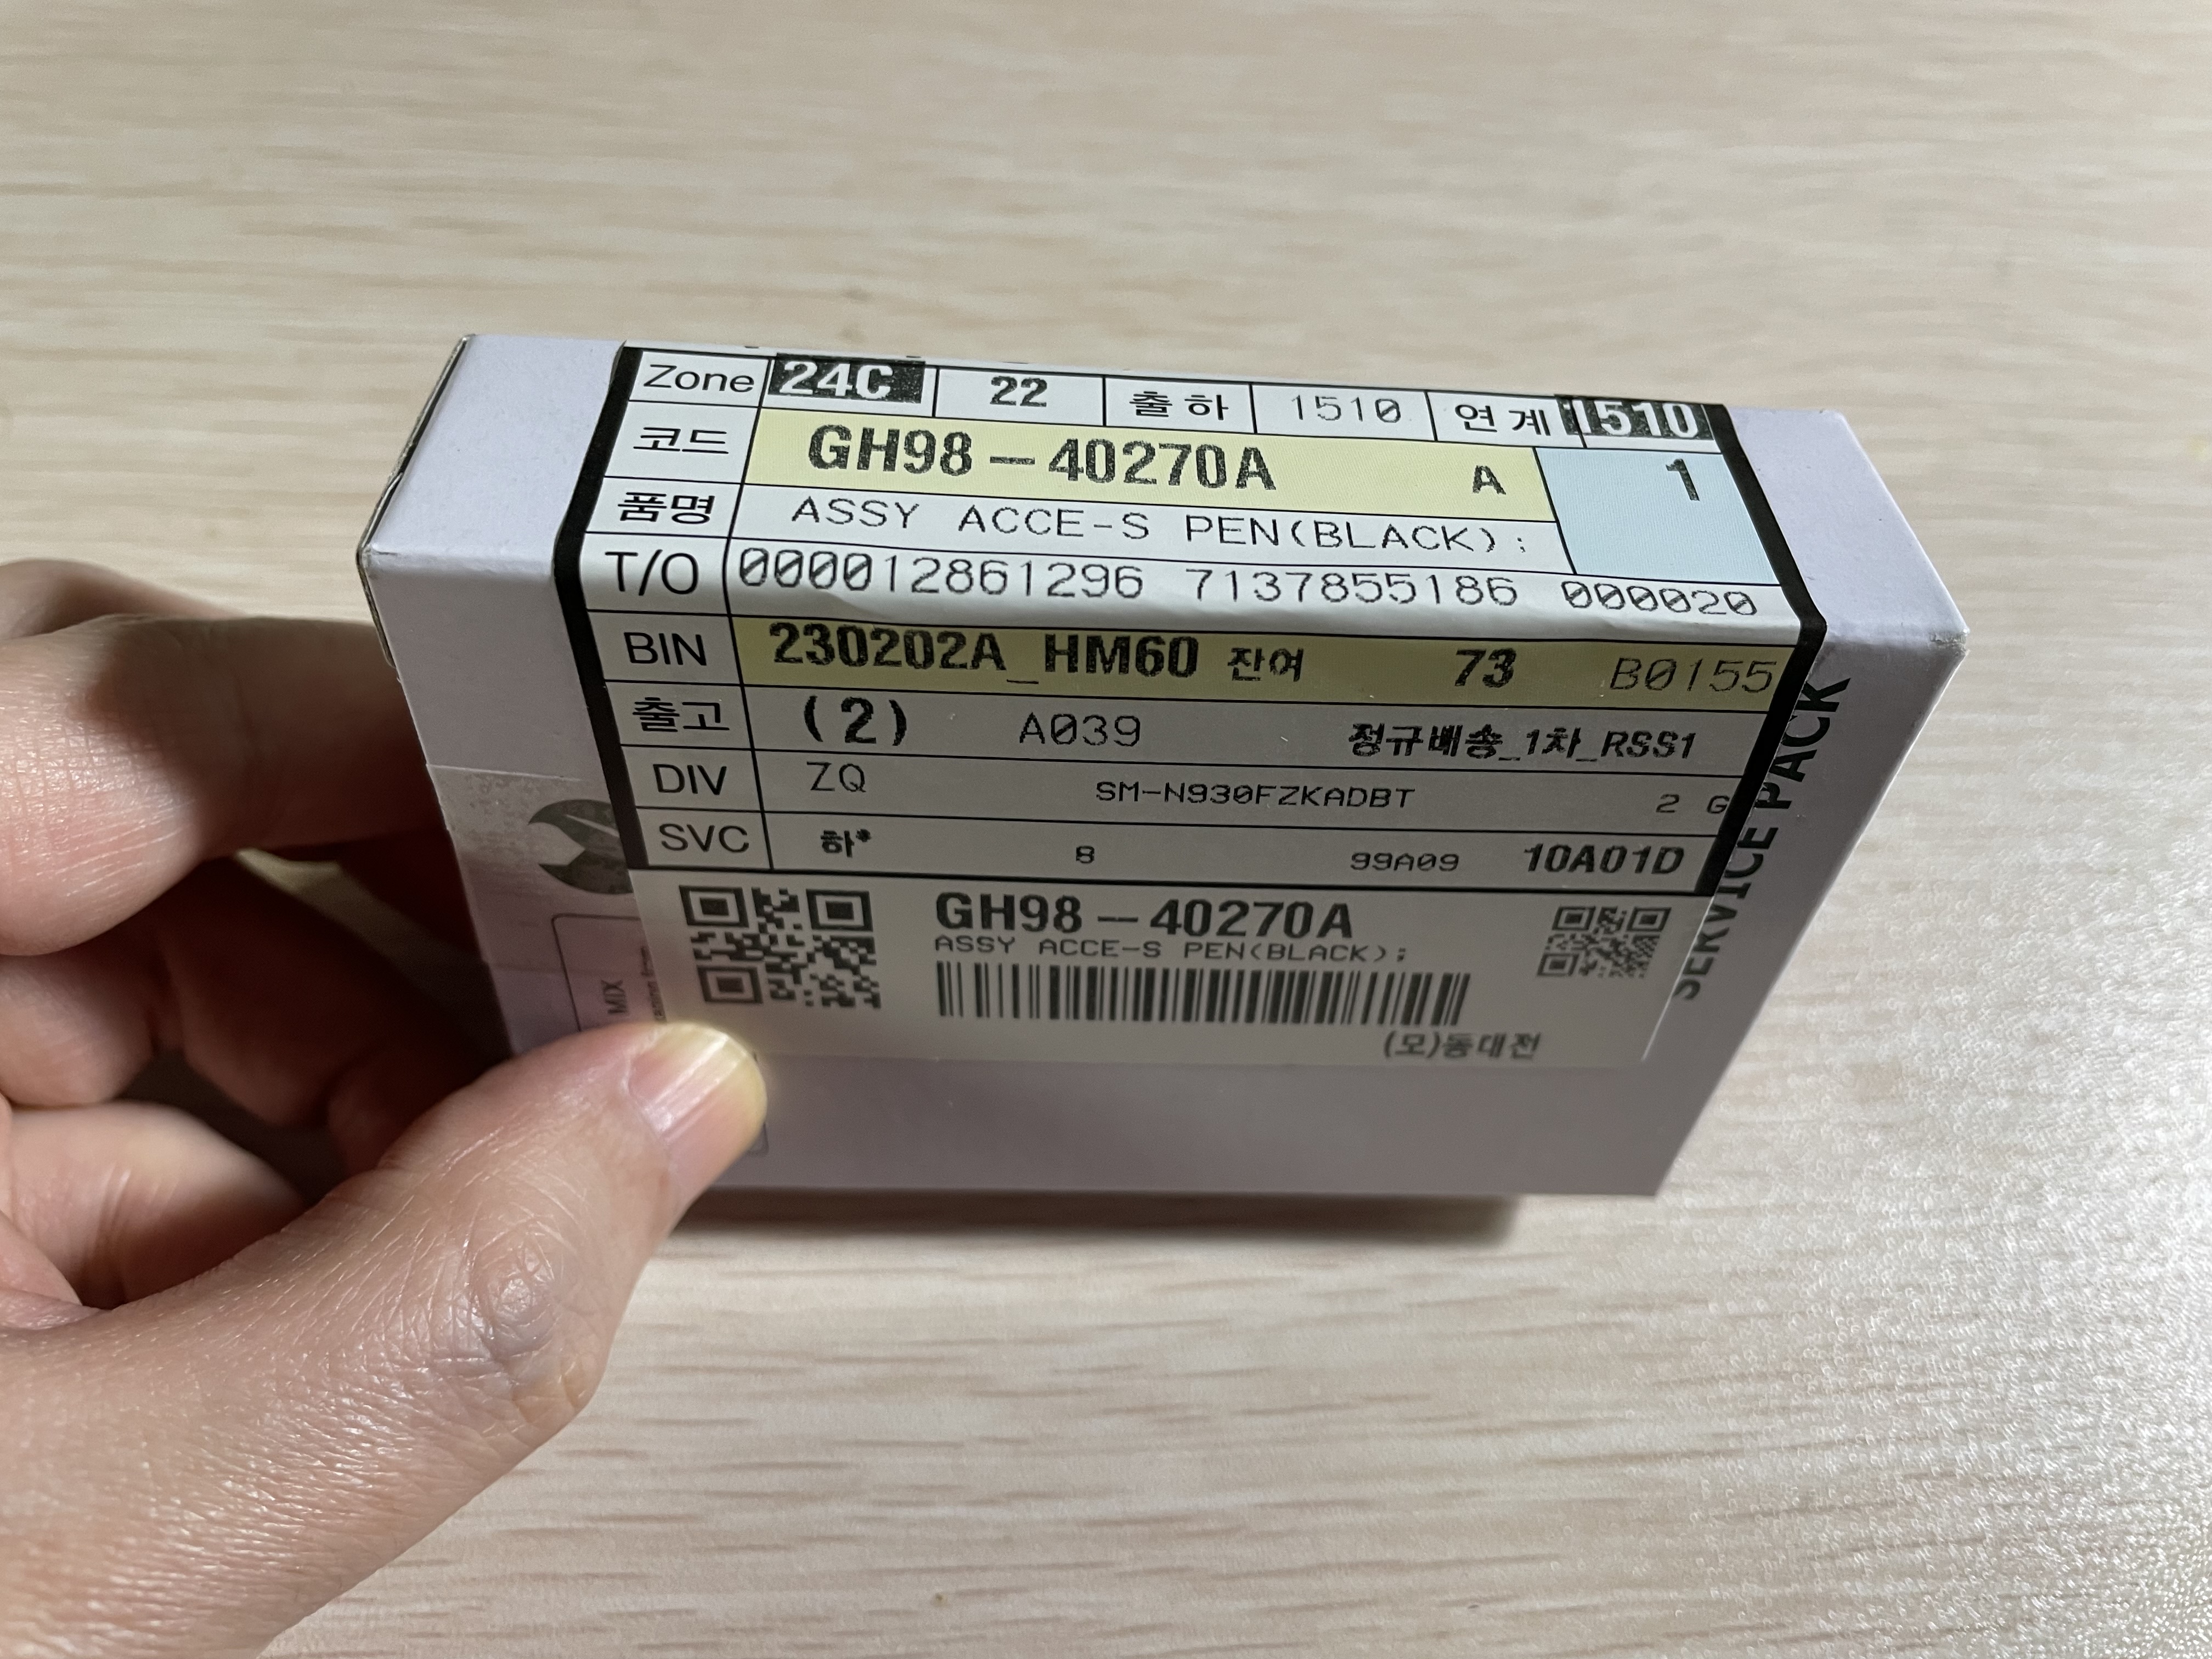 Zone 24C 22 출하 1510 연계 1510
코드 GH98-40270A A 1
품명 ASSY ACCE-S PEN(BLACK);
T/O 000012861296 7137855186 000020
BIN 230202A_HM60 잔여 73 B0155
출고 (2) A039 정규배송_1차_RSS1
DIV ZQ SM-N930FZKADBT 2 G
SVC 하* 8 99A09 10A01D
GH98-40270A
ASSY ACCE-S PEN(BLACK);
(모)동대전
SERVICE PACK
MIX